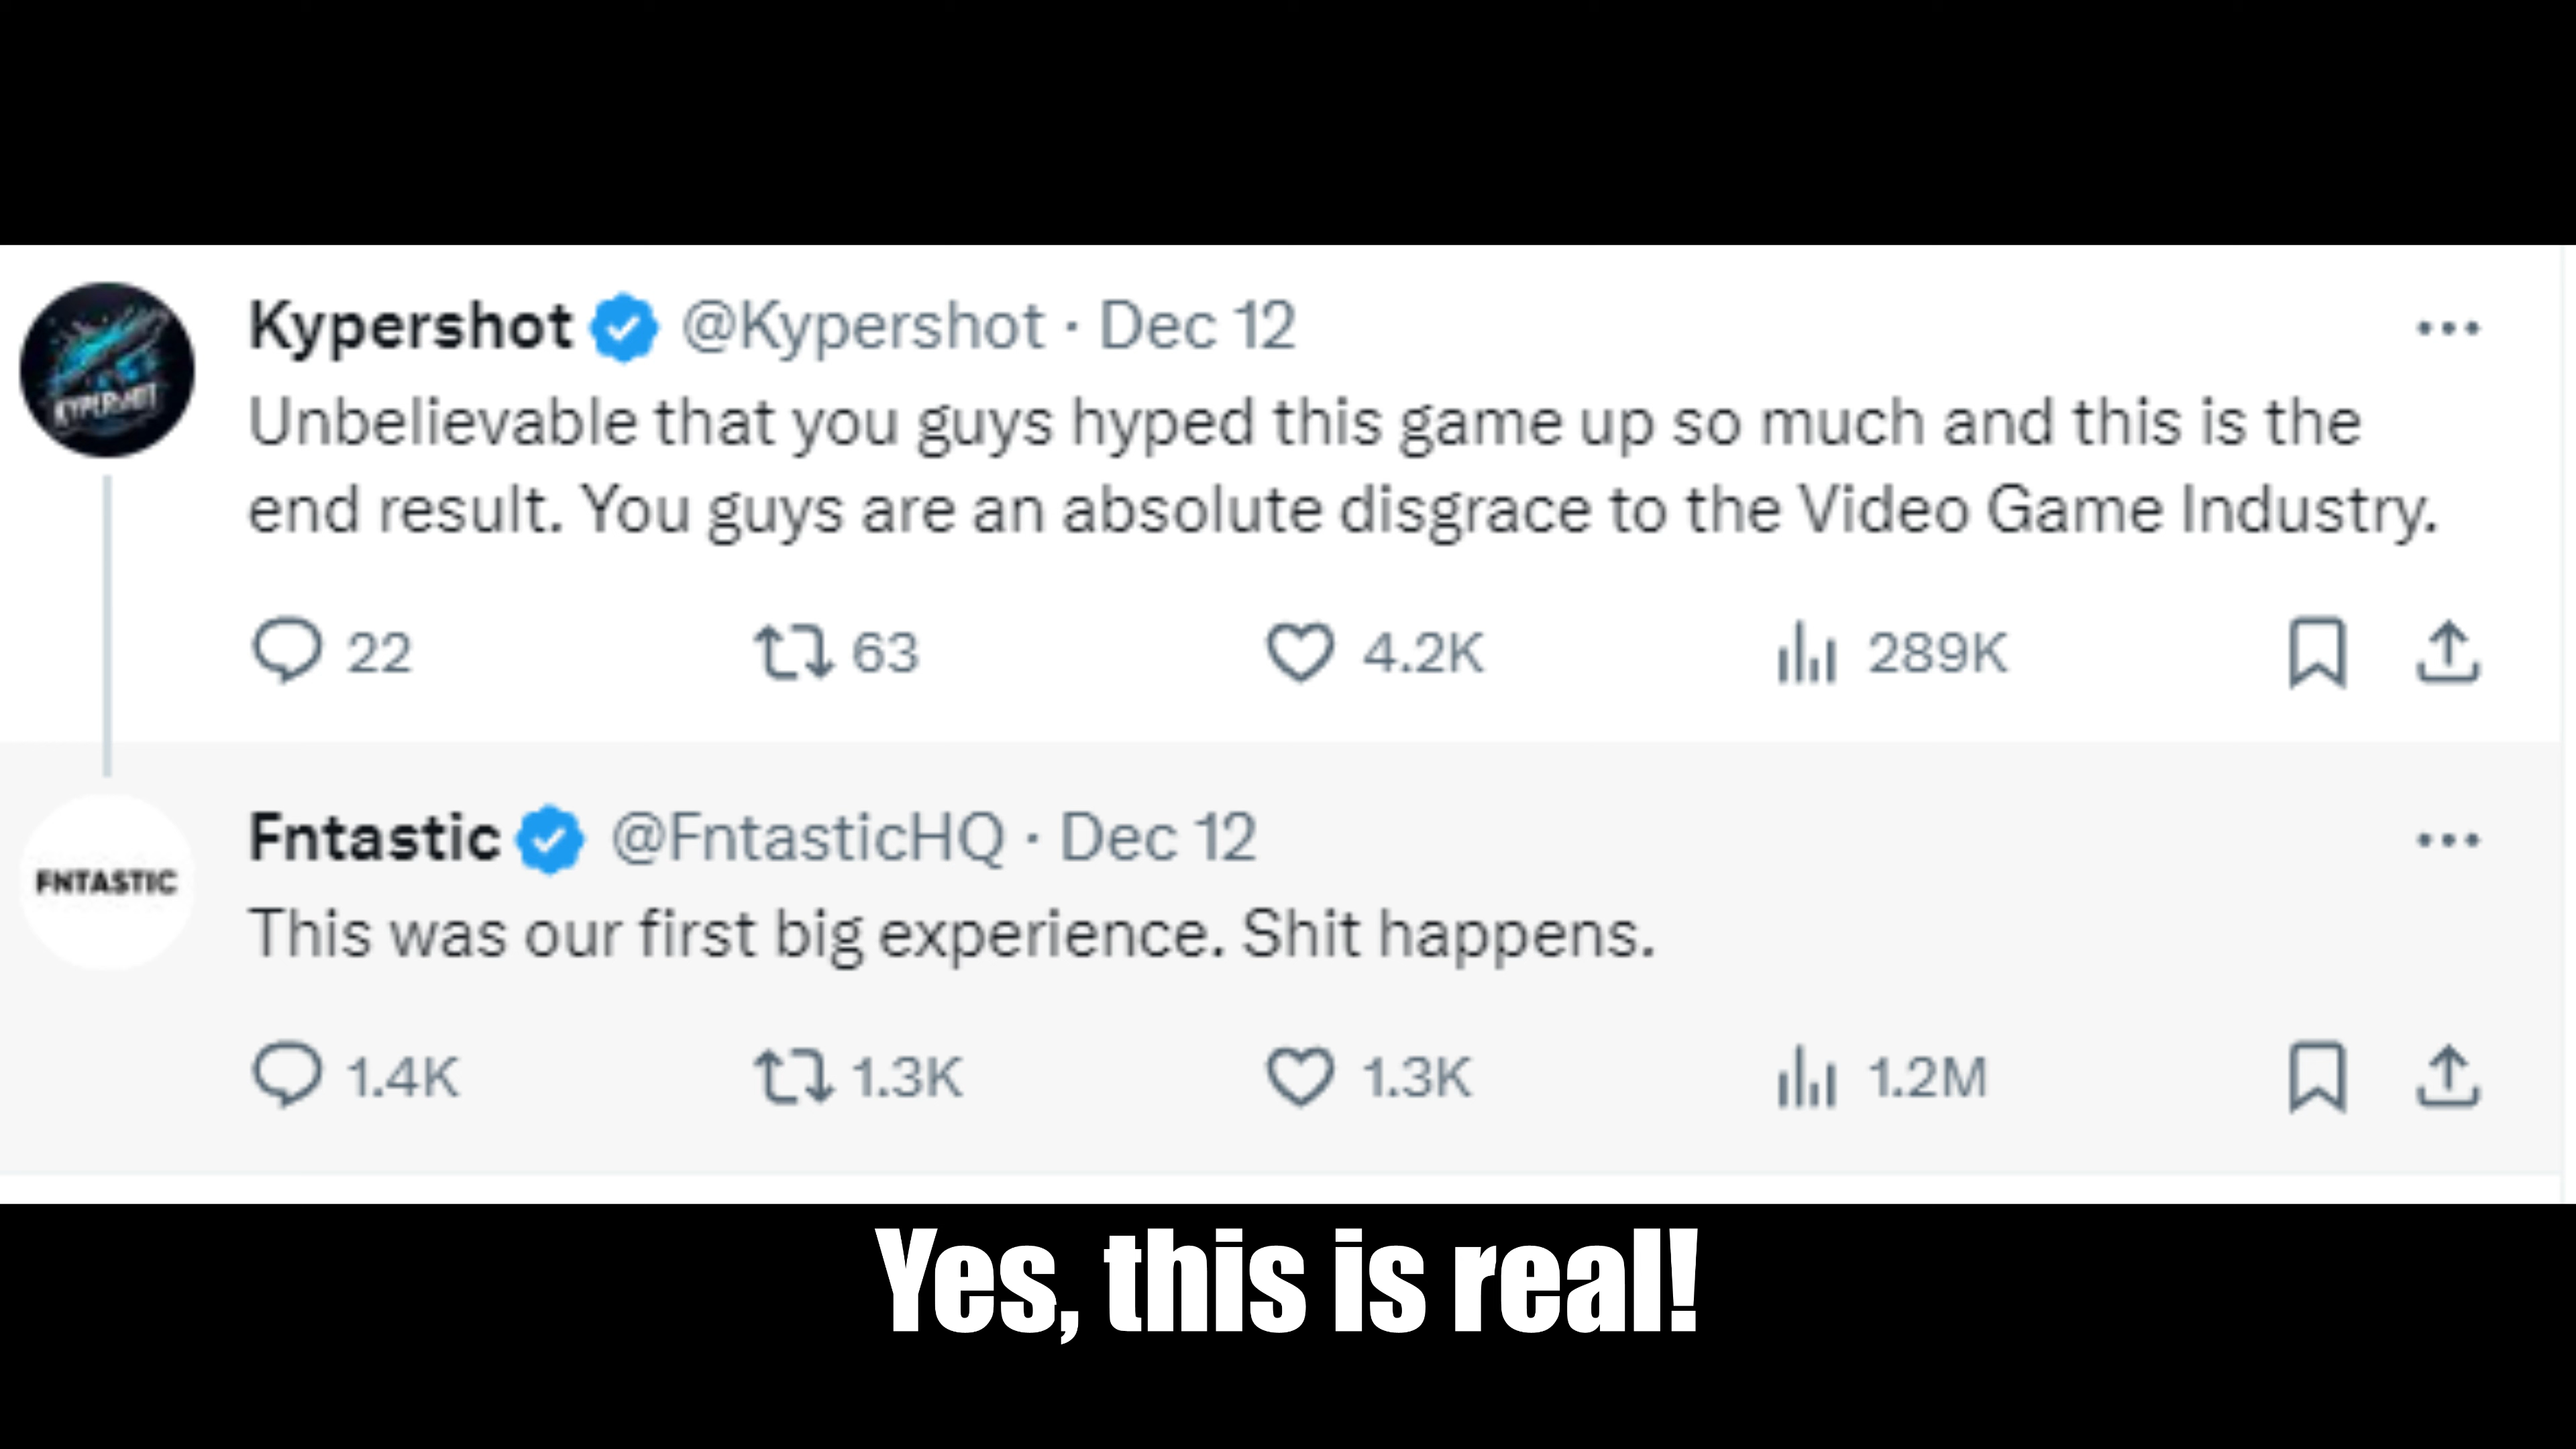 Kypershot @Kypershot · Dec 12
Unbelievable that you guys hyped this game up so much and this is the
end result. You guys are an absolute disgrace to the Video Game Industry.
KYPERSHOT
22 63 4.2K 289K
Fntastic @FntasticHQ · Dec 12
FNTASTIC
This was our first big experience. Shit happens.
1.4K 1.3K 1.3K 1.2M
Yes, this is real!